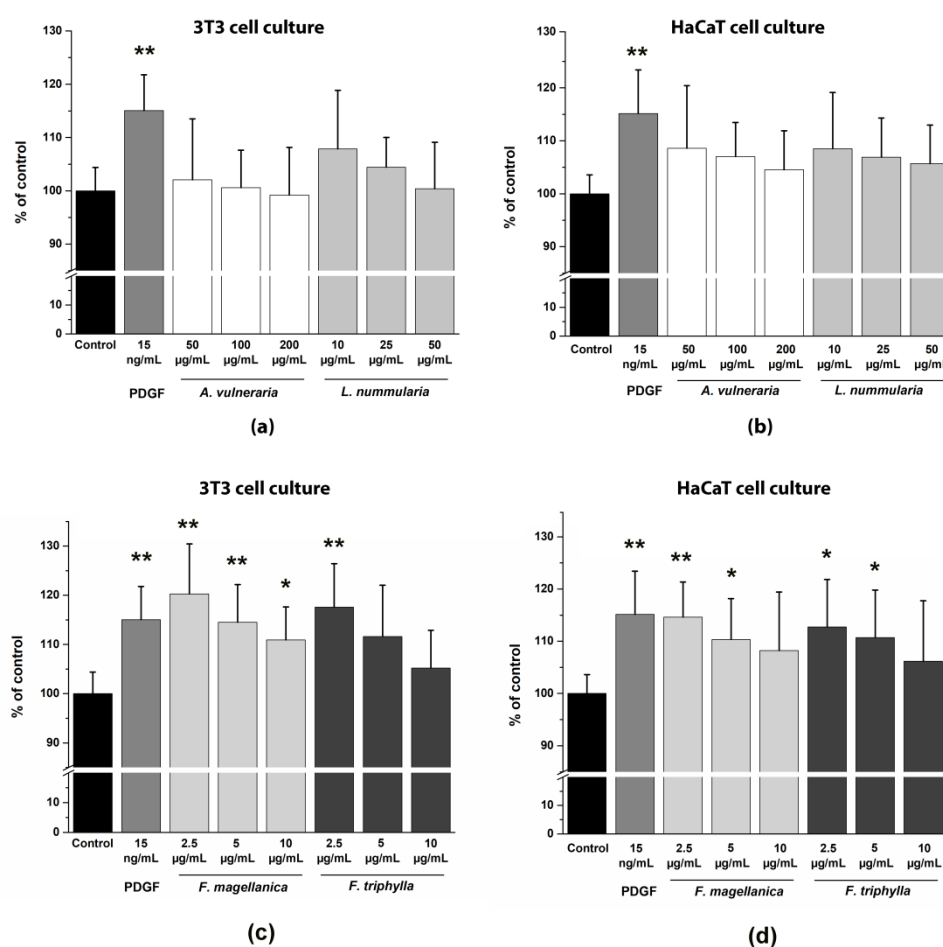 3T3 cell culture
130
120
110
100
90
10
0
% of control
**
Control
15 ng/mL
50 µg/mL
100 µg/mL
200 µg/mL
10 µg/mL
25 µg/mL
50 µg/mL
PDGF
A. vulneraria
L. nummularia
(a)
HaCaT cell culture
130
120
110
100
90
10
0
% of control
**
Control
15 ng/mL
50 µg/mL
100 µg/mL
200 µg/mL
10 µg/mL
25 µg/mL
50 µg/mL
PDGF
A. vulneraria
L. nummularia
(b)
3T3 cell culture
130
120
110
100
90
10
0
% of control
** ** ** * **
Control
15 ng/mL
2.5 µg/mL
5 µg/mL
10 µg/mL
2.5 µg/mL
5 µg/mL
10 µg/mL
PDGF
F. magellanica
F. triphylla
(c)
HaCaT cell culture
130
120
110
100
90
10
0
% of control
** ** * * *
Control
15 ng/mL
2.5 µg/mL
5 µg/mL
10 µg/mL
2.5 µg/mL
5 µg/mL
10 µg/mL
PDGF
F. magellanica
F. triphylla
(d)